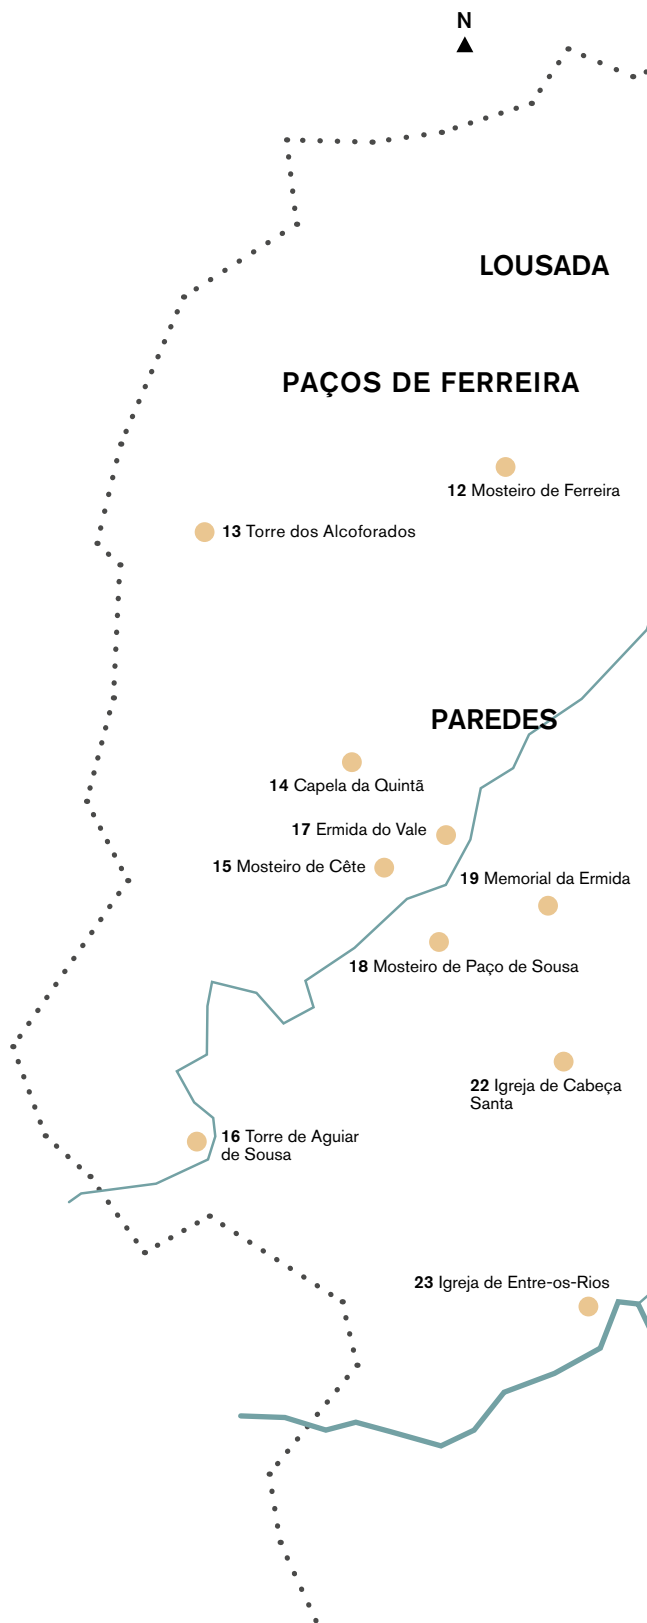 N
LOUSADA
PAÇOS DE FERREIRA
12 Mosteiro de Ferreira
13 Torre dos Alcoforados
PAREDES
14 Capela da Quintã
17 Ermida do Vale
15 Mosteiro de Cête
19 Memorial da Ermida
18 Mosteiro de Paço de Sousa
22 Igreja de Cabeça
Santa
16 Torre de Aguiar
de Sousa
23 Igreja de Entre-os-Rios